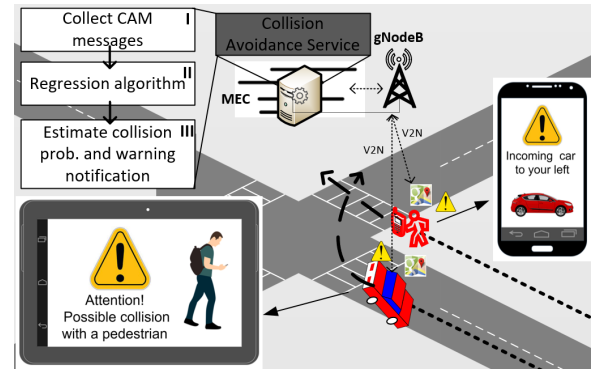 Collect CAM
messages
I
Regression algorithm
II
Estimate collision
prob. and warning
notification
III
Collision
Avoidance Service
MEC
gNodeB
V2N
V2N
Incoming car
to your left
Attention!
Possible collision
with a pedestrian